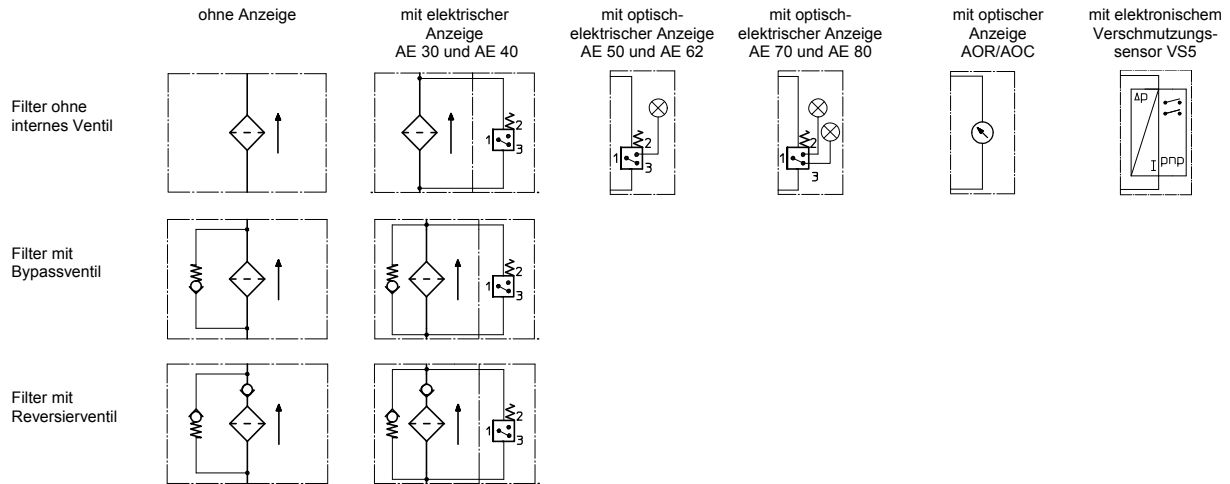 ohne Anzeige
mit elektrischer
Anzeige
AE 30 und AE 40
mit optisch-
elektrischer Anzeige
AE 50 und AE 62
mit optisch-
elektrischer Anzeige
AE 70 und AE 80
mit optischer
Anzeige
AOR/AOC
mit elektronischem
Verschmutzungs-
sensor VS5
Filter ohne
internes Ventil
1 2 3
1 2 3
1 2 3
Δp
I pnp
Filter mit
Bypassventil
1 2 3
Filter mit
Reversierventil
1 2 3